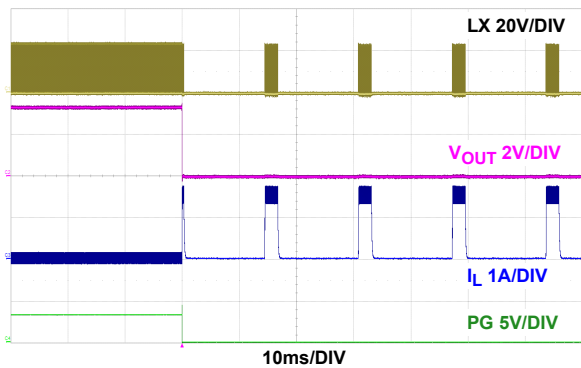 LX 20V/DIV
VOUT 2V/DIV
IL 1A/DIV
PG 5V/DIV
10ms/DIV